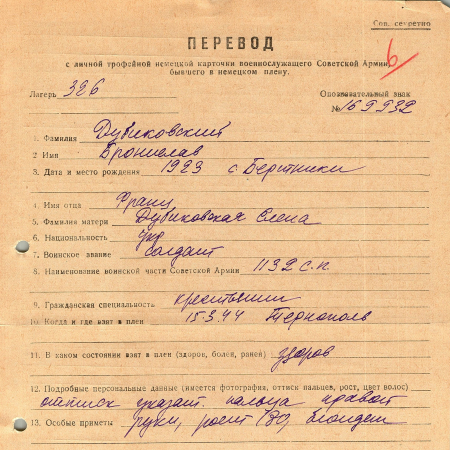 Сов. секретно
6
ПЕРЕВОД
с личной трофейной немецкой карточки военнослужащего Советской Армии,
бывшего в немецком плену.
Лагерь 326
Опознавательный знак
№ 169932
1. Фамилия Дубиковский
2 Имя Бронислав
3. Дата и место рождения 1923 с. Бертники
4. Имя отца Франц
5. Фамилия матери Дубиковская Елена
6. Национальность укр
7. Воинское звание солдат
8. Наименование воинской части Советской Армии 1132 с.п.
9. Гражданская специальность крестьянин
10. Когда и где взят в плен 15.3.44 Тернополь
11. В каком состоянии взят в плен (здоров, болен, ранен) здоров
12. Подробные персональные данные (имеется фотография, оттиск пальцев, рост, цвет волос)
оттиск указат. пальца правой
13. Особые приметы руки, рост 180, блондин